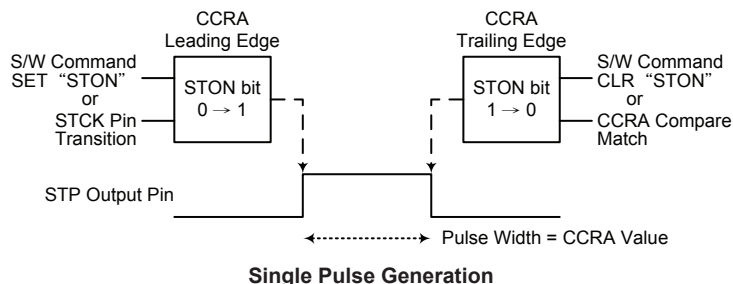 CCRA
Leading Edge
CCRA
Trailing Edge
S/W Command
SET “STON”
or
STCK Pin
Transition
STON bit
0 → 1
STON bit
1 → 0
S/W Command
CLR “STON”
or
CCRA Compare
Match
STP Output Pin
Pulse Width = CCRA Value
Single Pulse Generation